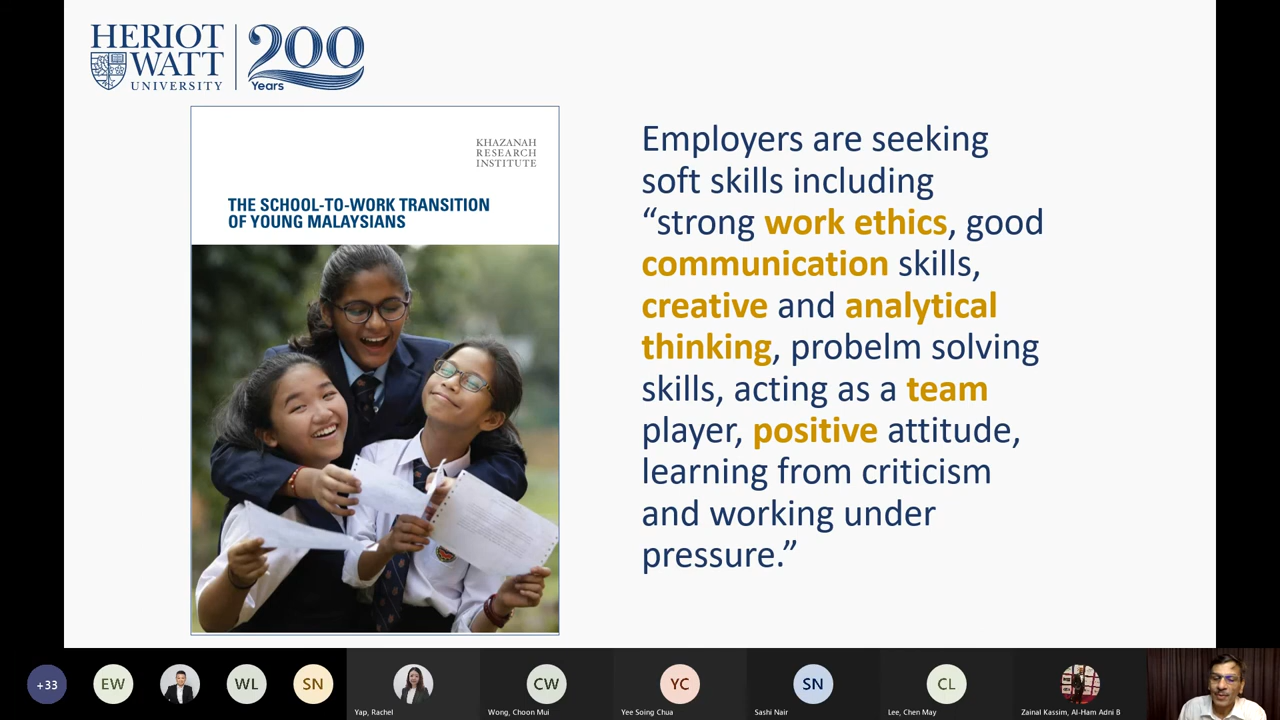 HERIOT
WATT
UNIVERSITY
200
Years
KHAZANAH
RESEARCH
INSTITUTE
THE SCHOOL-TO-WORK TRANSITION
OF YOUNG MALAYSIANS
Employers are seeking
soft skills including
“strong work ethics, good
communication skills,
creative and analytical
thinking, probelm solving
skills, acting as a team
player, positive attitude,
learning from criticism
and working under
pressure.”
+33
EW
WL
SN
Yap, Rachel
CW
Wong, Choon Mui
YC
Yee Soing Chua
SN
Sashi Nair
CL
Lee, Chen May
Zainal Kassim, Al-Ham Adni B